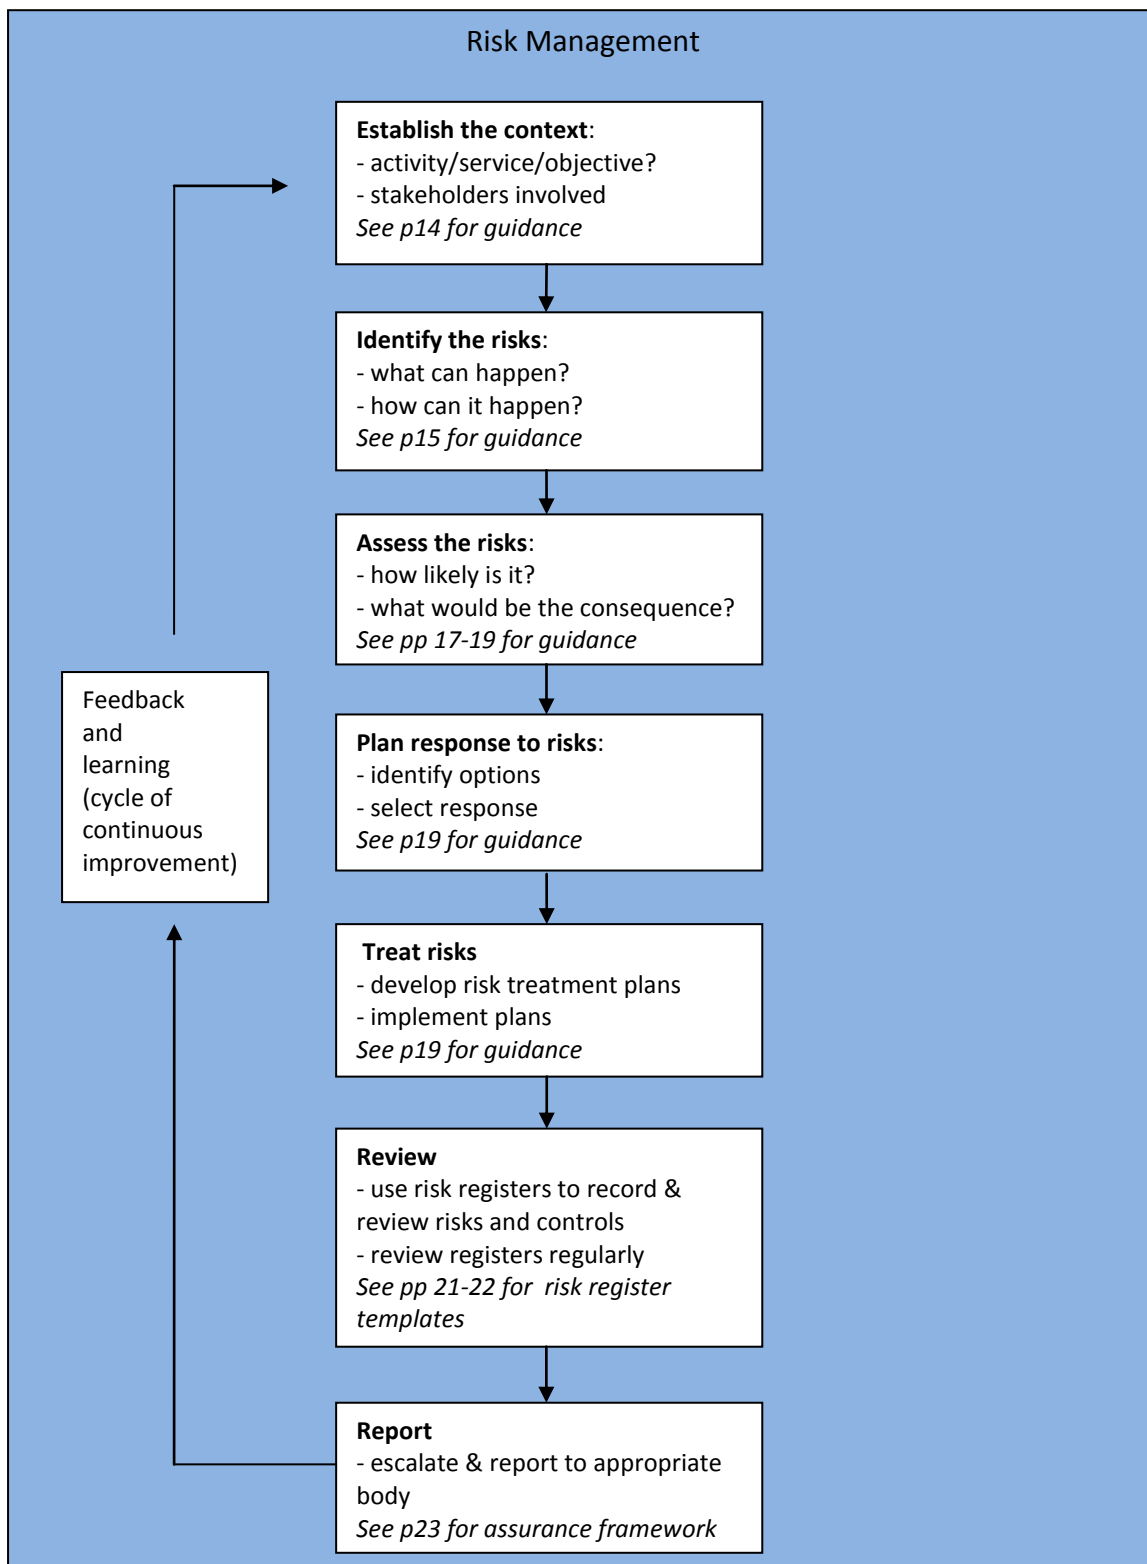 Risk Management
Establish the context:
- activity/service/objective?
- stakeholders involved
See p14 for guidance
Identify the risks:
- what can happen?
- how can it happen?
See p15 for guidance
Assess the risks:
- how likely is it?
- what would be the consequence?
See pp 17-19 for guidance
Feedback
and
learning
(cycle of
continuous
improvement)
Plan response to risks:
- identify options
- select response
See p19 for guidance
Treat risks
- develop risk treatment plans
- implement plans
See p19 for guidance
Review
- use risk registers to record &
review risks and controls
- review registers regularly
See pp 21-22 for  risk register
templates
Report
- escalate & report to appropriate
body
See p23 for assurance framework